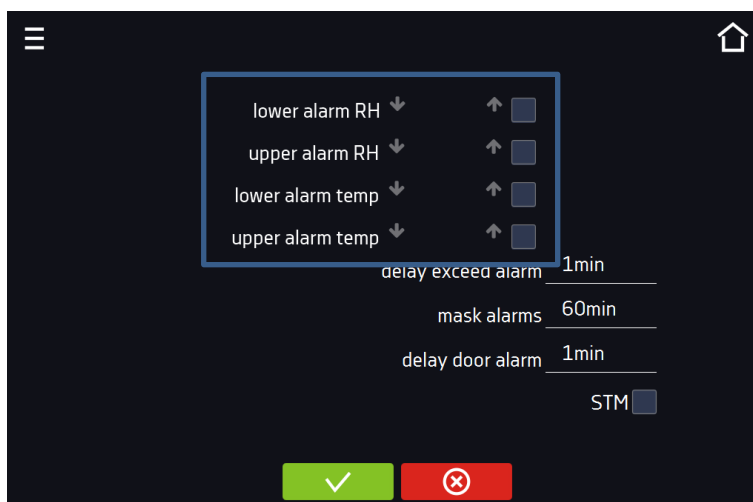 lower alarm RH
upper alarm RH
lower alarm temp
upper alarm temp
delay exceed alarm 1min
mask alarms 60min
delay door alarm 1min
STM